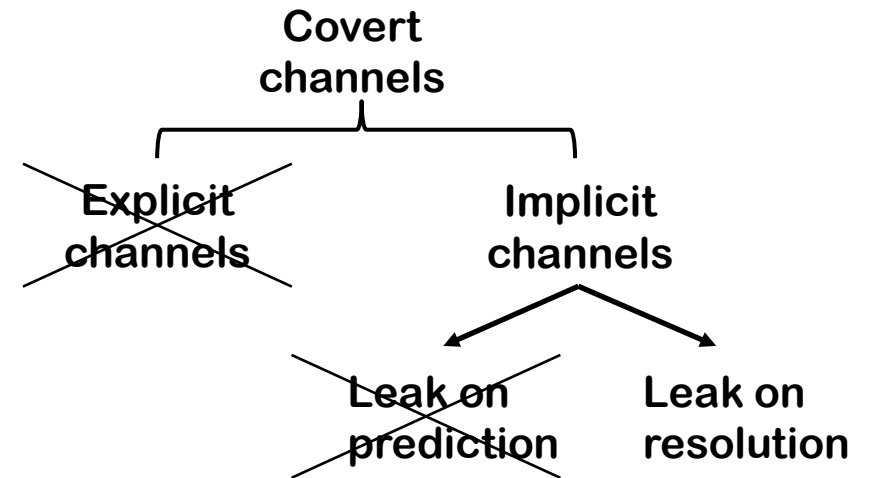 Covert
channels
Explicit
channels
Implicit
channels
Leak on
prediction
Leak on
resolution